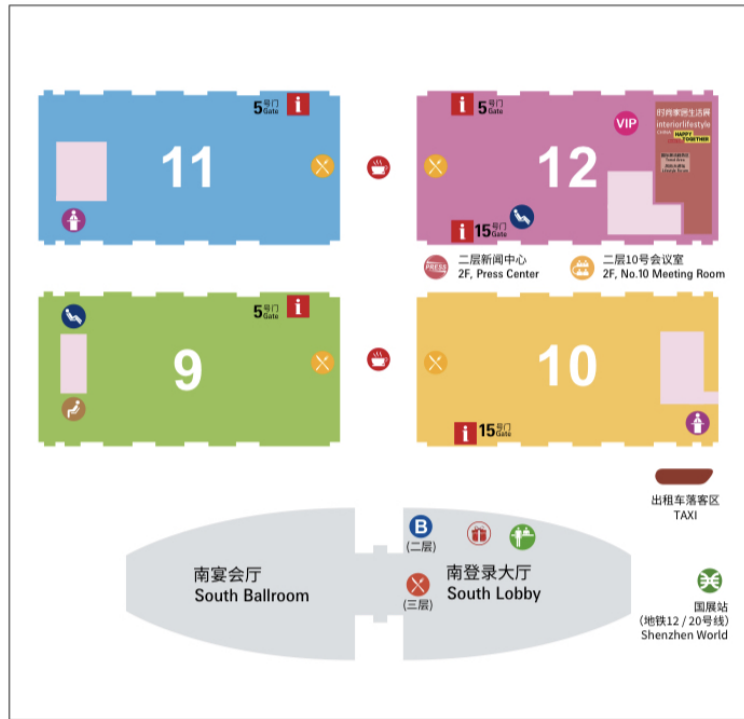 5号门
Gate
i
11
i
5号门
Gate
VIP
时尚家居生活展
interiorlifestyle
CHINA
HAPPY
TOGETHER
12
i
15号门
Gate
PRESS
二层新闻中心
2F, Press Center
二层10号会议室
2F, No.10 Meeting Room
5号门
Gate
i
9
10
i
15号门
Gate
出租车落客区
TAXI
B
(二层)
南宴会厅
South Ballroom
南登录大厅
South Lobby
(三层)
国展站
(地铁12 / 20号线)
Shenzhen World